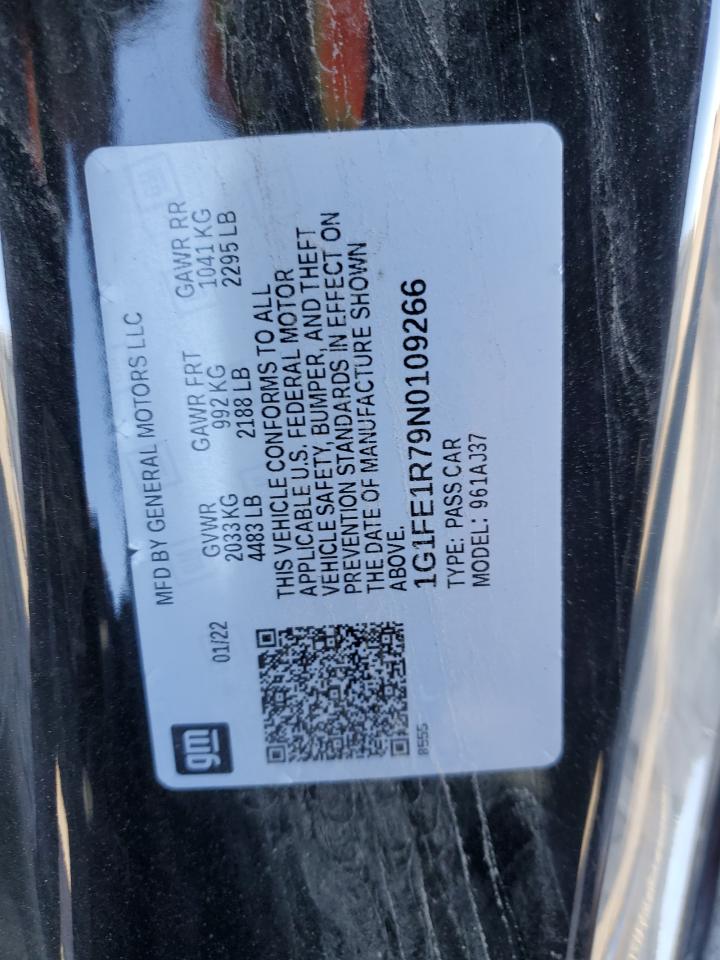 gm
MFD BY GENERAL MOTORS LLC
01/22
GVWR GAWR FRT GAWR RR
2033 KG 992 KG 1041 KG
4483 LB 2188 LB 2295 LB
THIS VEHICLE CONFORMS TO ALL
APPLICABLE U.S. FEDERAL MOTOR
VEHICLE SAFETY, BUMPER, AND THEFT
PREVENTION STANDARDS IN EFFECT ON
THE DATE OF MANUFACTURE SHOWN
ABOVE.
1G1FE1R79N0109266
TYPE: PASS CAR
MODEL: 961AJ37
8555